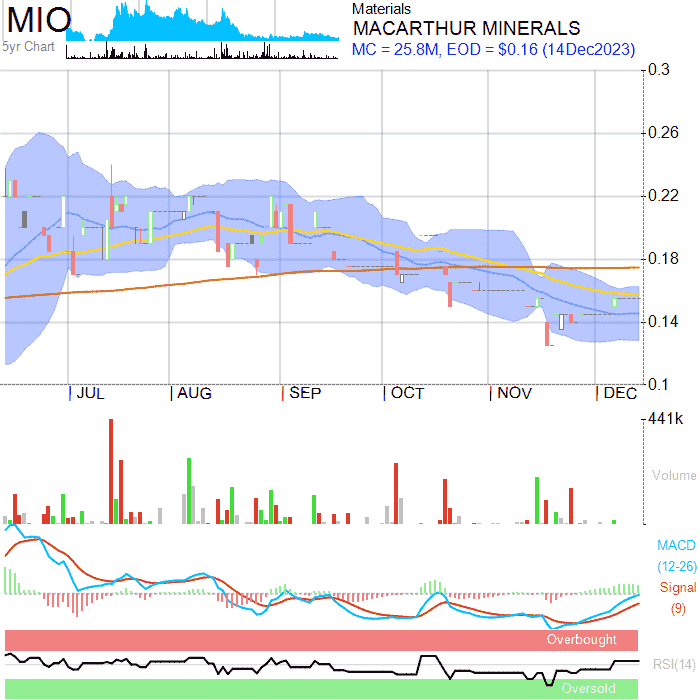 MIO
5yr Chart
Materials
MACARTHUR MINERALS
MC = 25.8M, EOD = $0.16 (14Dec2023)
0.3
0.26
0.22
0.18
0.14
0.1
JUL AUG SEP OCT NOV DEC
441k
Volume
MACD
(12-26)
Signal
(9)
Overbought
RSI(14)
Oversold